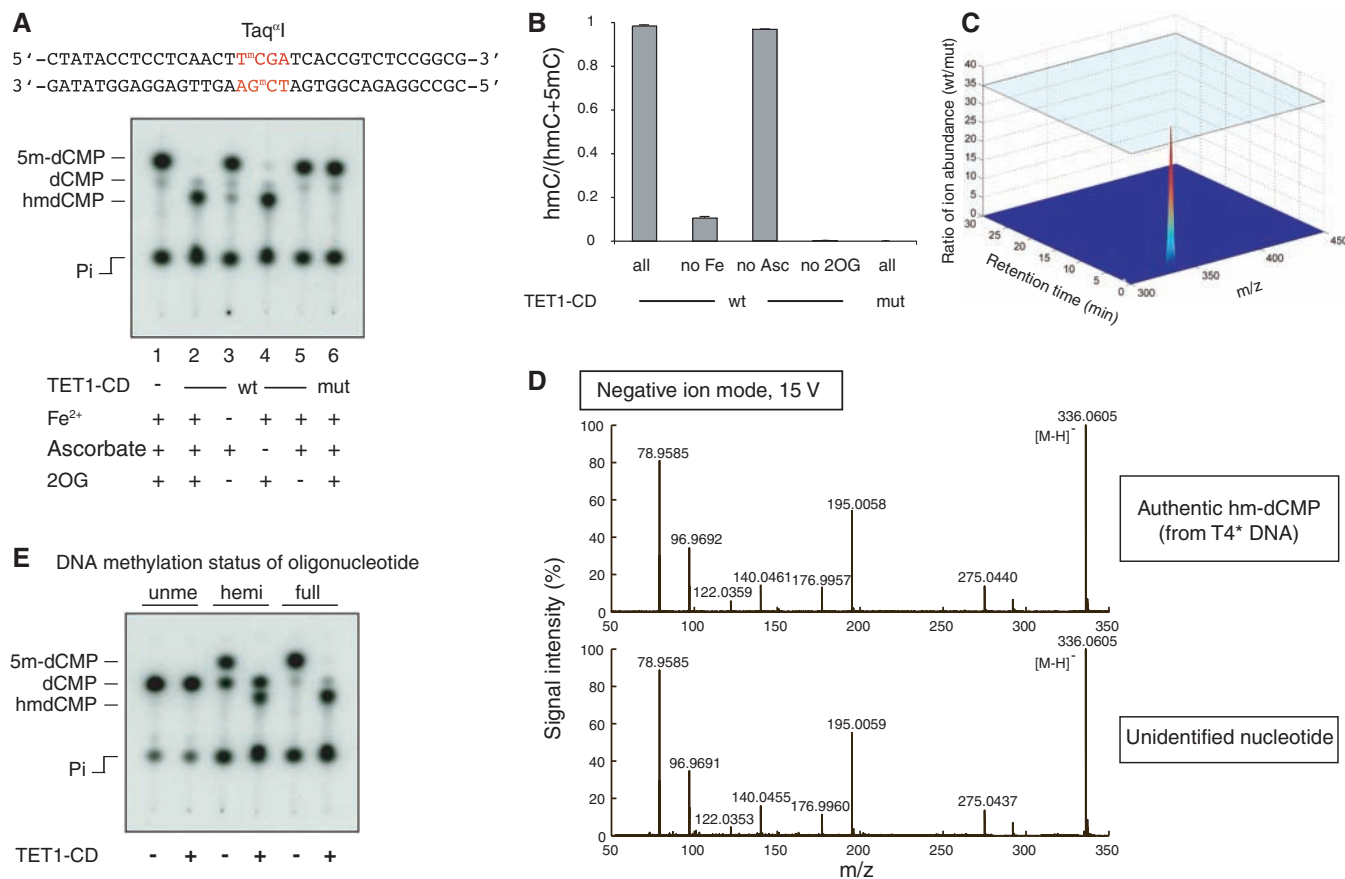 A
TaqᵅI
5′-CTATACCTCCTCAACTTᵐCGATCACCGTCTCCGGCG-3′
3′-GATATGGAGGAGTTGAAGᵐCTAGTGGCAGAGGCCGC-5′
5m-dCMP
dCMP
hmdCMP
Pi
1 2 3 4 5 6
TET1-CD - wt mut
Fe²⁺ + + - + + +
Ascorbate + + + - + +
2OG + + - + - +
B
hmC/(hmC+5mC)
1
0.8
0.6
0.4
0.2
0
all no Fe no Asc no 2OG all
TET1-CD wt mut
C
Ratio of ion abundance (wt/mut)
40
35
30
25
20
15
10
5
0
30 25 20 15 10 5 0
Retention time (min)
300 350 400 450
m/z
D
Negative ion mode, 15 V
Signal intensity (%)
100
80
60
40
20
0
78.9585
96.9692
122.0359
140.0461
176.9957
195.0058
275.0440
336.0605
[M-H]⁻
50 100 150 200 250 300 350
Authentic hm-dCMP
(from T4* DNA)
100
80
60
40
20
0
78.9585
96.9691
122.0353
140.0455
176.9960
195.0059
275.0437
336.0605
[M-H]⁻
50 100 150 200 250 300 350
m/z
Unidentified nucleotide
E
DNA methylation status of oligonucleotide
unme hemi full
5m-dCMP
dCMP
hmdCMP
Pi
TET1-CD - + - + - +